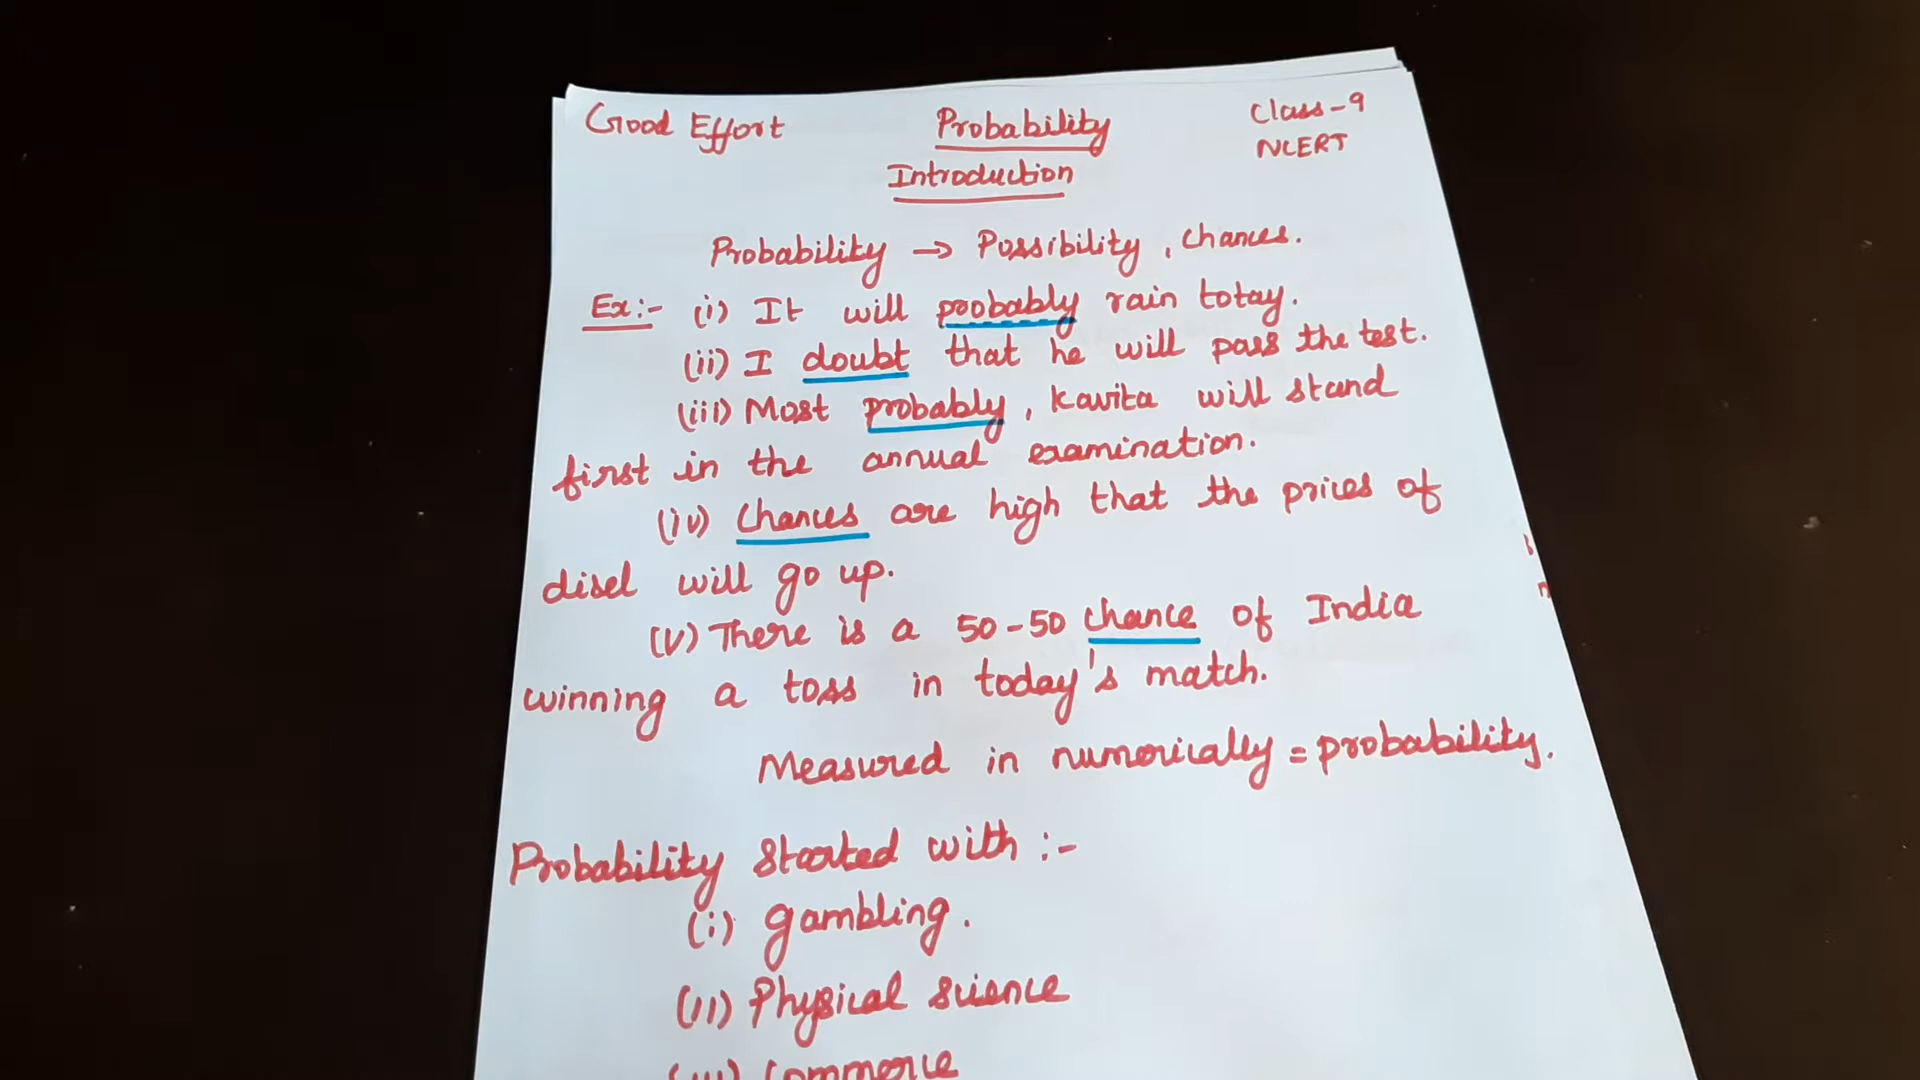 Good Effort Probability Class-9
Introduction NCERT
Probability → Possibility, Chances.
Ex:- (i) It will probably rain totay.
(ii) I doubt that he will pass the test.
(iii) Most probably, Kavita will stand
first in the annual examination.
(iv) Chances are high that the prices of
disel will go up.
(V) There is a 50-50 chance of India
winning a toss in today's match.
Measured in numerically = probability.
Probability Started with :-
(i) gambling.
(ii) Physical science
(iii) Commerce